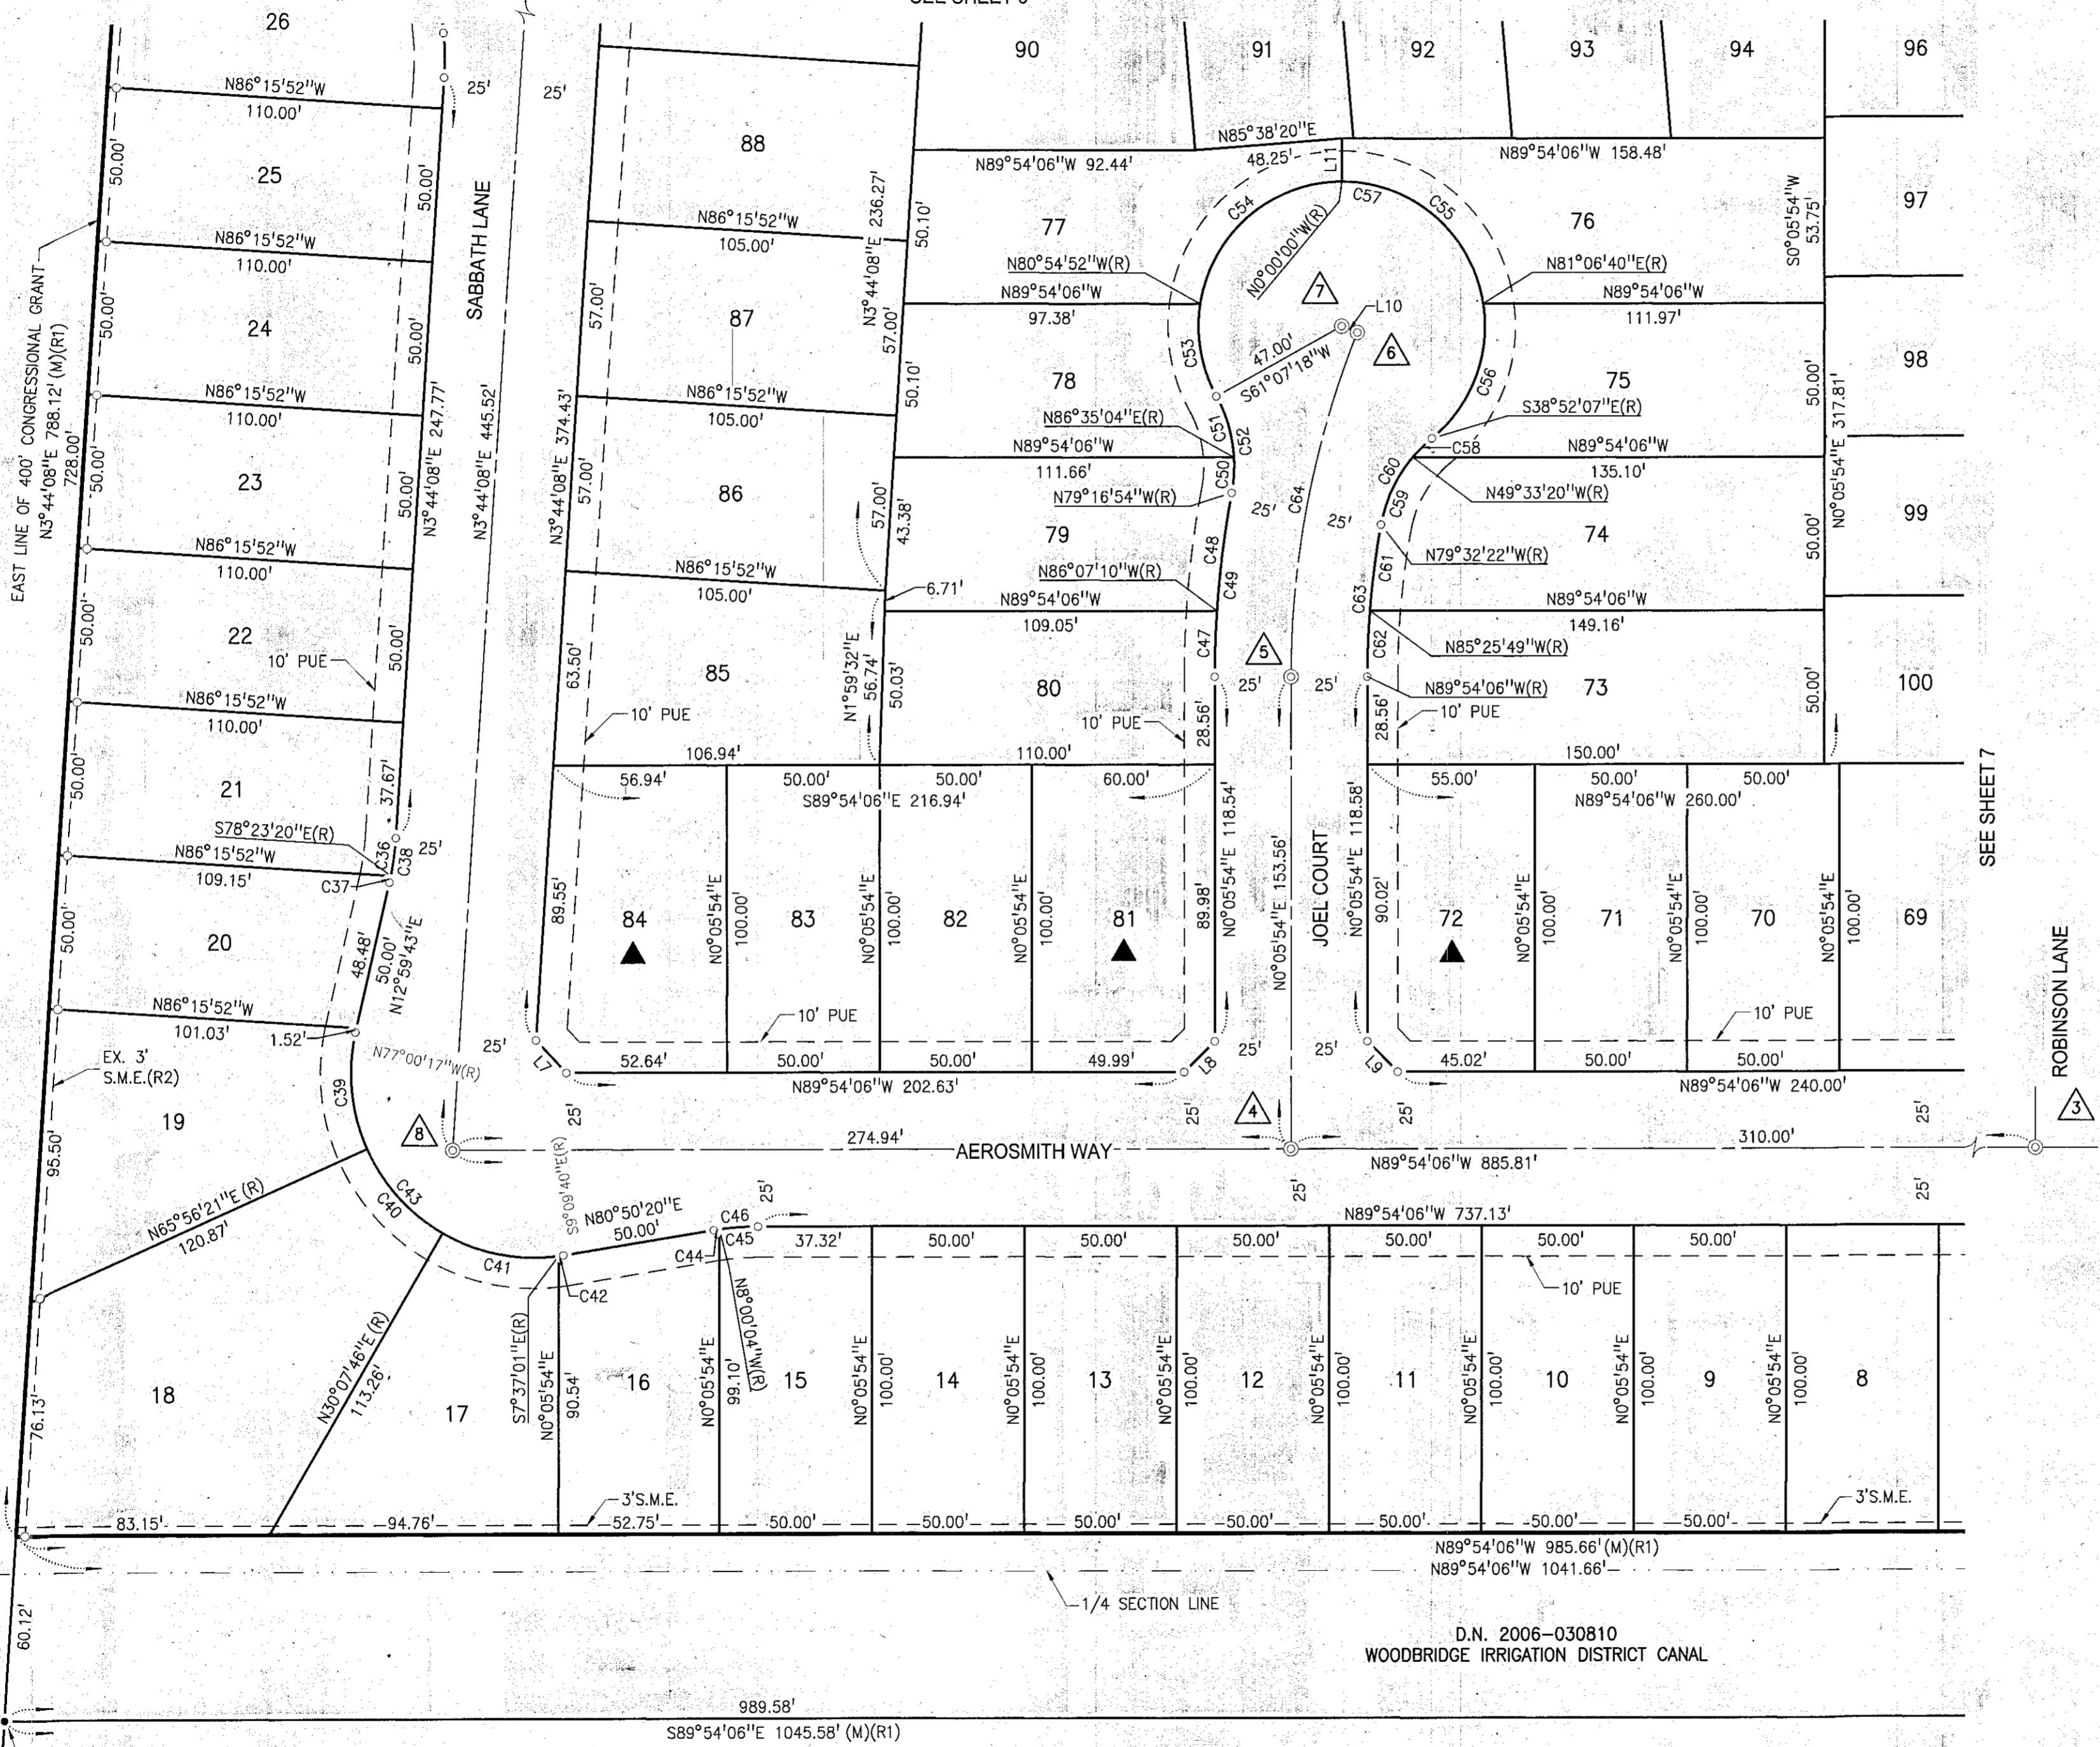 26
90
91
92
93
94
96
N86°15'52"W
110.00'
25'
25'
50.00'
25
50.00'
SABBATH LANE
88
N3°44'08"E 236.27'
50.10'
N89°54'06"W 92.44'
N85°38'20"E
48.25'
L11
N89°54'06"W 158.48'
S0°05'54"W
53.75'
97
EAST LINE OF 400' CONGRESSIONAL GRANT
N3°44'08"E 788.12' (M)(R1)
728.00'
N86°15'52"W
110.00'
N86°15'52"W
105.00'
77
C54
C57
C55
76
N80°54'52"W(R)
N0°00'00"W(R)
N81°06'40"E(R)
N89°54'06"W
97.38'
N89°54'06"W
111.97'
50.00'
24
50.00'
57.00'
87
57.00'
50.10'
7
L10
47.00'
S61°07'18"W
6
C53
C56
78
75
50.00'
98
N86°15'52"W
110.00'
N3°44'08"E 247.77'
N3°44'08"E 445.52'
N3°44'08"E 374.43'
N86°15'52"W
105.00'
N86°35'04"E(R)
C51
C52
S38°52'07"E(R)
C58
N89°54'06"W
111.66'
N89°54'06"W
135.10'
N0°05'54"E 317.81'
50.00'
23
50.00'
57.00'
86
57.00'
43.38'
C50
N79°16'54"W(R)
25'
C64
25'
C60
C59
N49°33'20"W(R)
79
74
50.00'
99
N86°15'52"W
110.00'
N86°15'52"W
105.00'
6.71'
C48
C49
N86°07'10"W(R)
C61
C63
N79°32'22"W(R)
N89°54'06"W
109.05'
N89°54'06"W
149.16'
50.00'
22
10' PUE
50.00'
63.50'
85
N1°59'32"E
56.74'
50.03'
C47
5
C62
N85°25'49"W(R)
80
25'
25'
N89°54'06"W(R)
73
50.00'
100
N86°15'52"W
110.00'
10' PUE
10' PUE
28.56'
28.56'
10' PUE
106.94'
110.00'
150.00'
50.00'
21
37.67'
56.94'
50.00'
50.00'
60.00'
S89°54'06"E 216.94'
55.00'
50.00'
50.00'
N89°54'06"W 260.00'
SEE SHEET 7
S78°23'20"E(R)
C36
C38
25'
N86°15'52"W
109.15'
C37
N0°05'54"E 118.54'
N0°05'54"E 118.58'
50.00'
20
48.48'
50.00'
N12°59'43"E
89.55'
84
N0°05'54"E
100.00'
83
N0°05'54"E
100.00'
82
N0°05'54"E
100.00'
81
89.98'
N0°05'54"E 153.56'
JOEL COURT
90.02'
72
N0°05'54"E
100.00'
71
N0°05'54"E
100.00'
70
N0°05'54"E
100.00'
69
ROBINSON LANE
N86°15'52"W
101.03'
1.52'
10' PUE
10' PUE
EX. 3'
S.M.E.(R2)
N77°00'17"W(R)
25'
L7
52.64'
50.00'
50.00'
49.99'
L8
25'
25'
L9
45.02'
50.00'
50.00'
N89°54'06"W 202.63'
N89°54'06"W 240.00'
C39
19
8
25'
25'
4
25'
25'
3
274.94'
AEROSMITH WAY
310.00'
N89°54'06"W 885.81'
95.50'
N65°56'21"E (R)
120.87'
C43
C40
S9°09'40"E(R)
N80°50'20"E
50.00'
25'
C46
C45
C44
25'
25'
N89°54'06"W 737.13'
37.32'
50.00'
50.00'
50.00'
50.00'
50.00'
50.00'
C41
C42
10' PUE
76.13'
18
N30°07'46"E (R)
113.26'
17
S7°37'01"E(R)
N0°05'54"E
90.54'
16
N0°05'54"E
99.10'
N8°00'04"W(R)
15
N0°05'54"E
100.00'
14
N0°05'54"E
100.00'
13
N0°05'54"E
100.00'
12
N0°05'54"E
100.00'
11
N0°05'54"E
100.00'
10
N0°05'54"E
100.00'
9
N0°05'54"E
100.00'
8
3'S.M.E.
3'S.M.E.
83.15'
94.76'
52.75'
50.00'
50.00'
50.00'
50.00'
50.00'
50.00'
50.00'
N89°54'06"W 985.66' (M)(R1)
N89°54'06"W 1041.66'
1/4 SECTION LINE
60.12'
D.N. 2006-030810
WOODBRIDGE IRRIGATION DISTRICT CANAL
989.58'
S89°54'06"E 1045.58' (M)(R1)